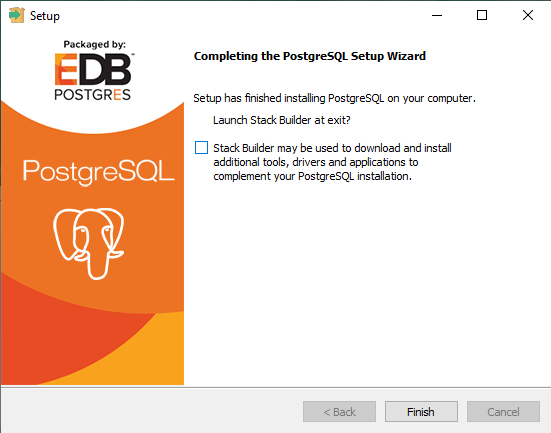 Setup
Packaged by:
EDB
POSTGRES
PostgreSQL
Completing the PostgreSQL Setup Wizard
Setup has finished installing PostgreSQL on your computer.
Launch Stack Builder at exit?
Stack Builder may be used to download and install
additional tools, drivers and applications to
complement your PostgreSQL installation.
< Back
Finish
Cancel